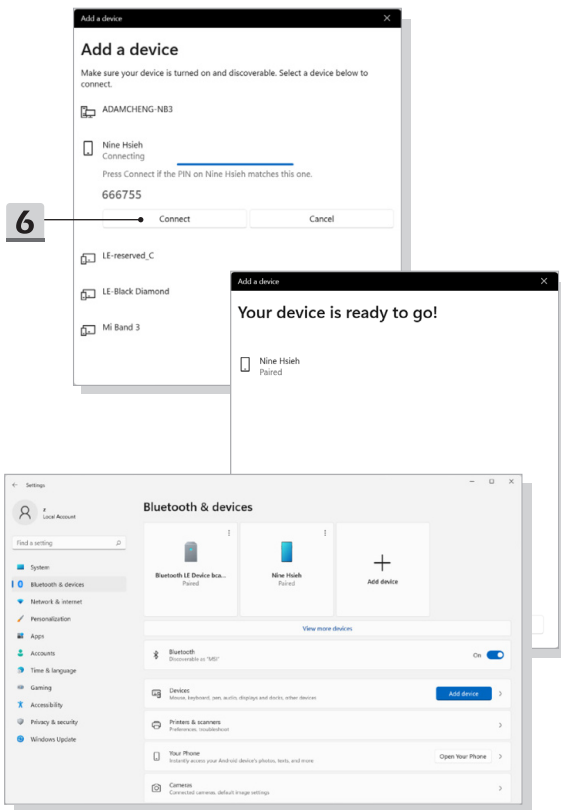 Add a device
Add a device
Make sure your device is turned on and discoverable. Select a device below to
connect.
ADAMCHENG-NB3
Nine Hsieh
Connecting
Press Connect if the PIN on Nine Hsieh matches this one.
666755
6
Connect
Cancel
LE-reserved_C
LE-Black Diamond
Mi Band 3
Add a device
Your device is ready to go!
Nine Hsieh
Paired
Settings
Local Account
Find a setting
System
Bluetooth & devices
Network & internet
Personalization
Apps
Accounts
Time & language
Gaming
Accessibility
Privacy & security
Windows Update
Bluetooth & devices
Bluetooth LE Device bca...
Paired
Nine Hsieh
Paired
Add device
View more devices
Bluetooth
Discoverable as "MSI"
On
Devices
Mouse, keyboard, pen, audio, displays and docks, other devices
Add device
Printers & scanners
Preferences, troubleshoot
Your Phone
Instantly access your Android device's photos, texts, and more
Open Your Phone
Cameras
Connected cameras, default image settings